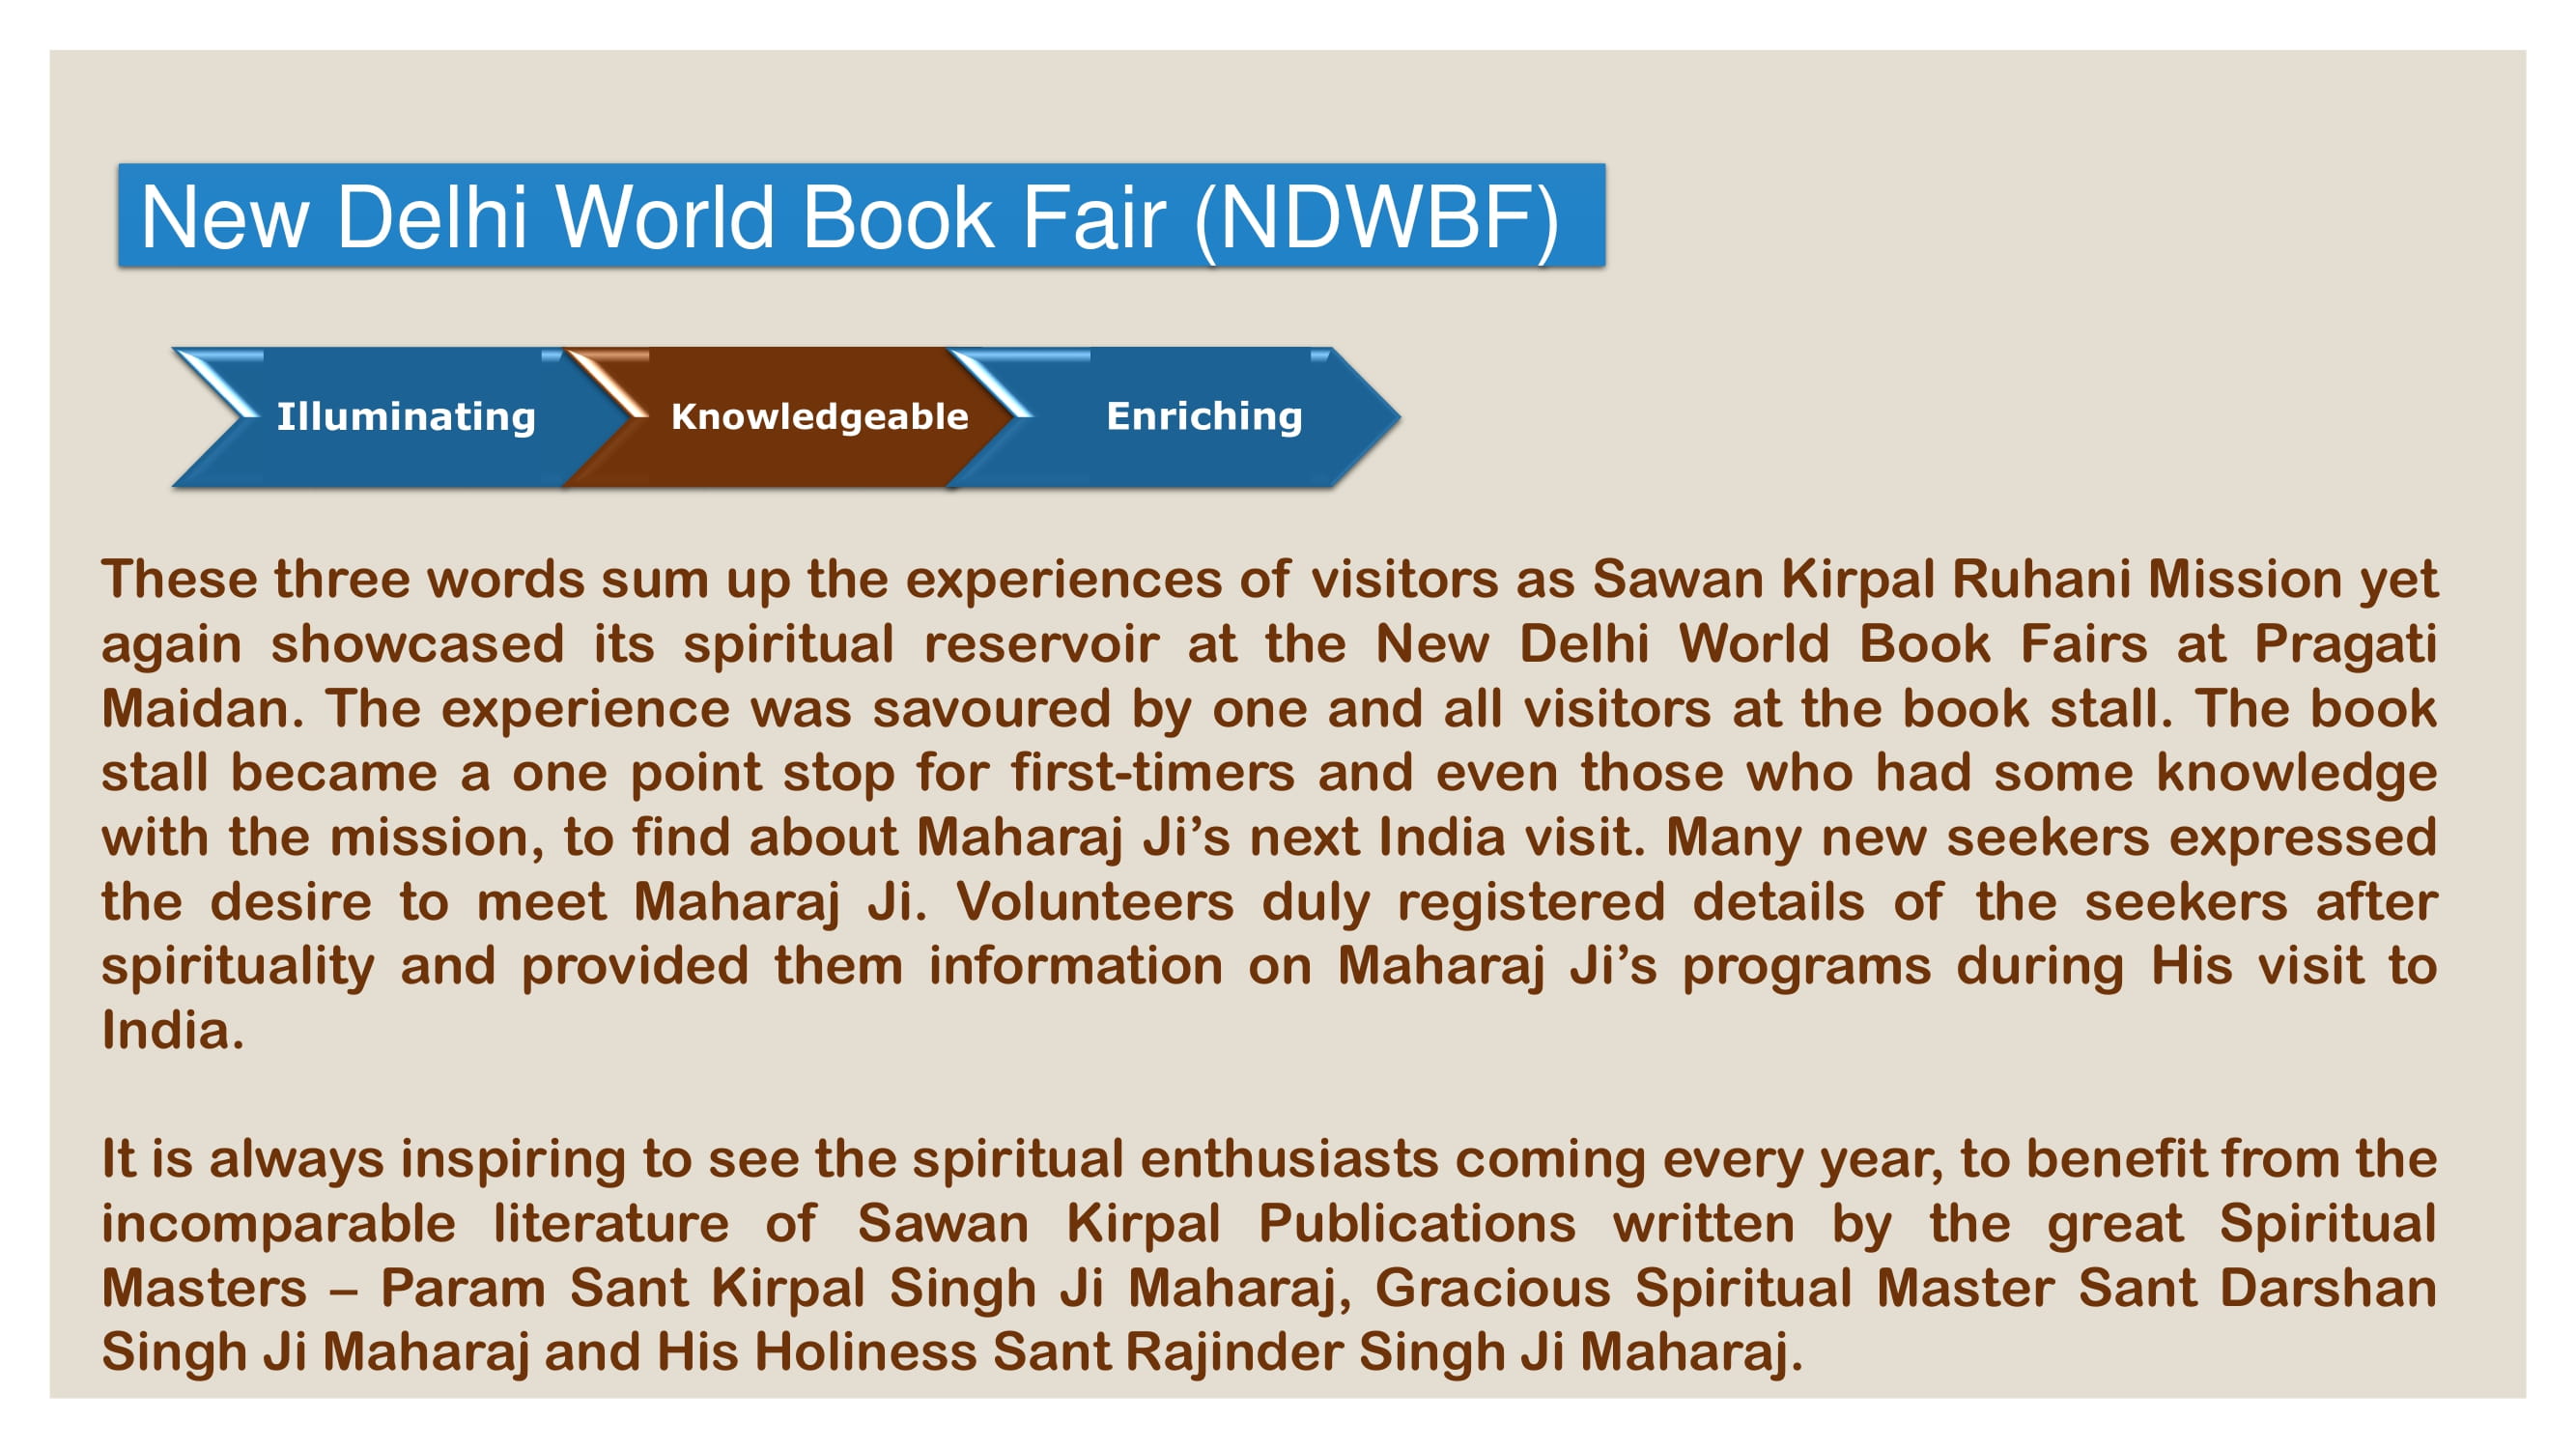 New Delhi World Book Fair (NDWBF)
Illuminating
Knowledgeable
Enriching
These three words sum up the experiences of visitors as Sawan Kirpal Ruhani Mission yet
again showcased its spiritual reservoir at the New Delhi World Book Fairs at Pragati
Maidan. The experience was savoured by one and all visitors at the book stall. The book
stall became a one point stop for first-timers and even those who had some knowledge
with the mission, to find about Maharaj Ji’s next India visit. Many new seekers expressed
the desire to meet Maharaj Ji. Volunteers duly registered details of the seekers after
spirituality and provided them information on Maharaj Ji’s programs during His visit to
India.
It is always inspiring to see the spiritual enthusiasts coming every year, to benefit from the
incomparable literature of Sawan Kirpal Publications written by the great Spiritual
Masters – Param Sant Kirpal Singh Ji Maharaj, Gracious Spiritual Master Sant Darshan
Singh Ji Maharaj and His Holiness Sant Rajinder Singh Ji Maharaj.